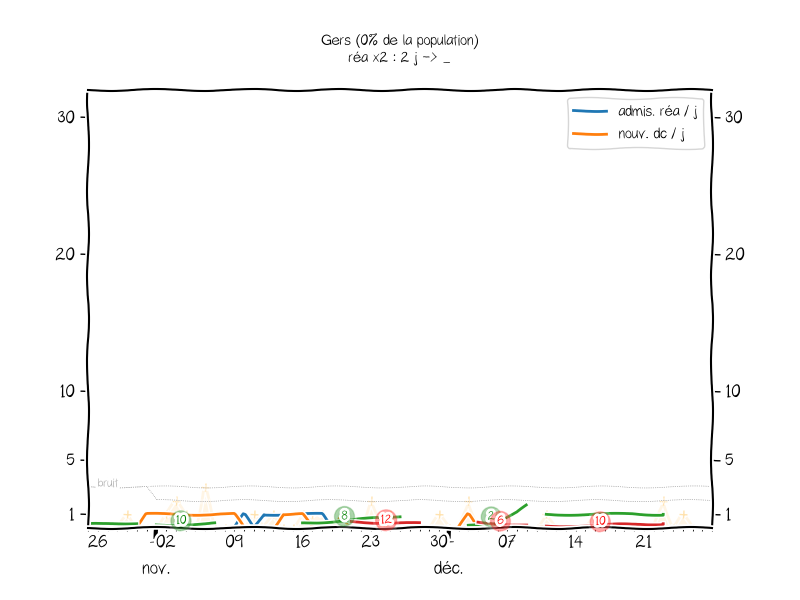 Gers (0% de la population)
réa x2 : 2 j -> _
admis. réa / j
nouv. dc / j
30 30
20 20
10 10
5 5
bruit
1 1
10 8 12 2 6 10
26 02 09 16 23 30 07 14 21
nov. déc.